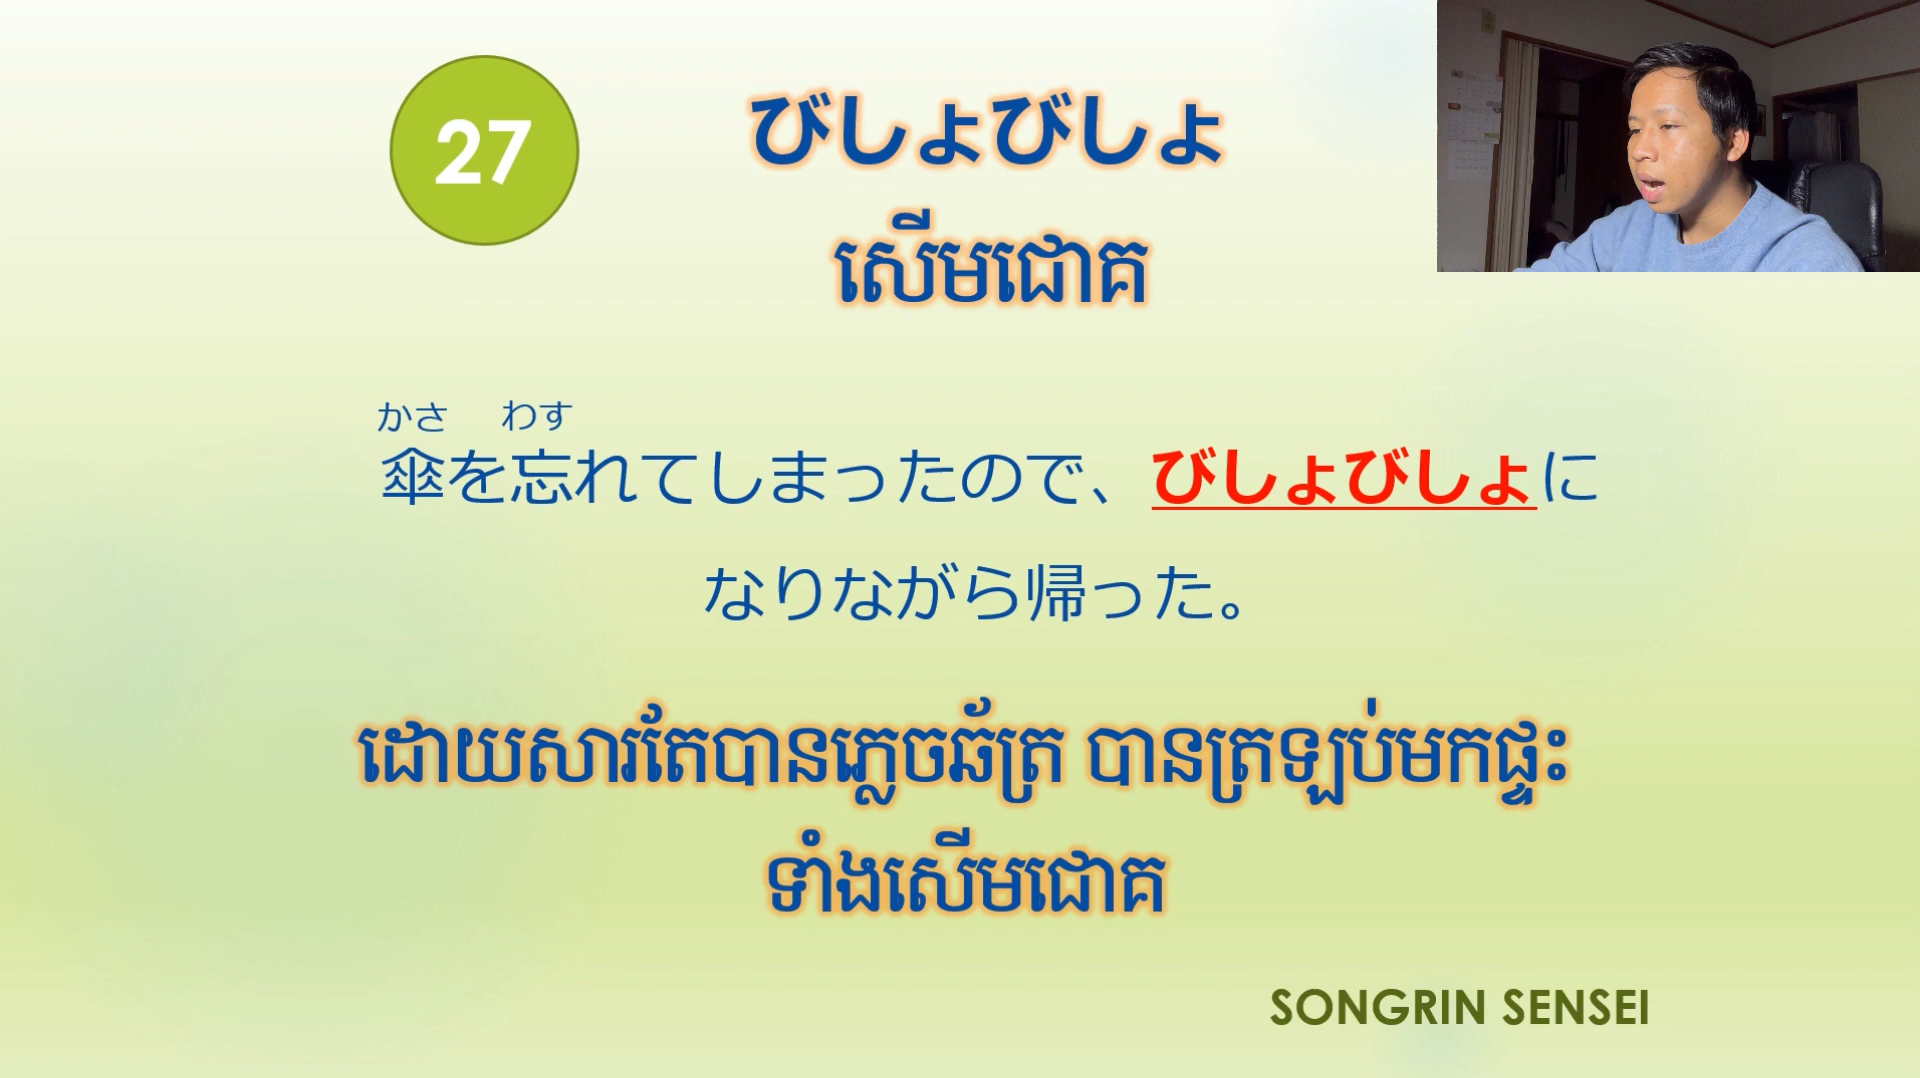 27
びしょびしょ
សើមជោគ
かさ わす
傘を忘れてしまったので、びしょびしょに
なりながら帰った。
ដោយសារតែបានភ្លេចឆ័ត្រ បានត្រឡប់មកផ្ទះ
ទាំងសើមជោគ
SONGRIN SENSEI